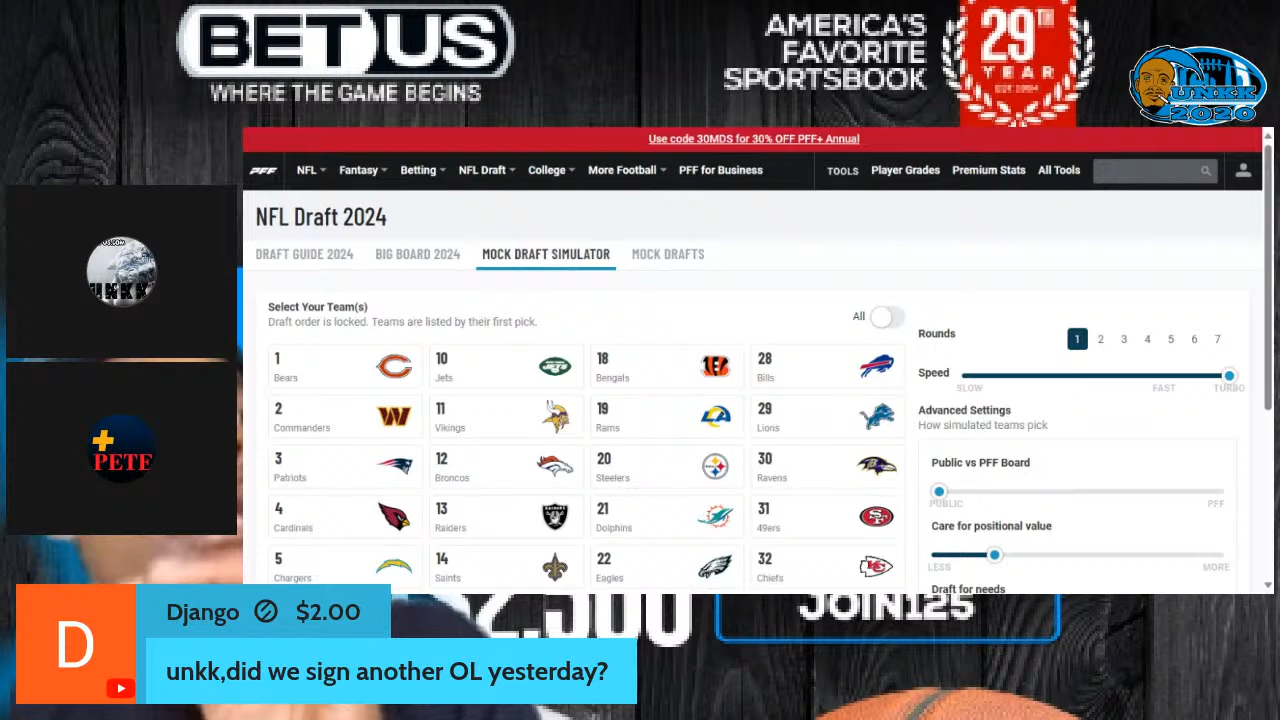 BETUS
WHERE THE GAME BEGINS
AMERICA'S
FAVORITE
SPORTSBOOK
29TH
YEAR
UNKK
2020
Use code 30MDS for 30% OFF PFF+ Annual
PFF NFL Fantasy Betting NFL Draft College More Football PFF for Business TOOLS Player Grades Premium Stats All Tools
NFL Draft 2024
DRAFT GUIDE 2024 BIG BOARD 2024 MOCK DRAFT SIMULATOR MOCK DRAFTS
Select Your Team(s)
Draft order is locked. Teams are listed by their first pick.
All
1 10 18 28
Bears Jets Bengals Bills
2 11 19 29
Commanders Vikings Rams Lions
3 12 20 30
Patriots Broncos Steelers Ravens
4 13 21 31
Cardinals Raiders Dolphins 49ers
5 14 22 32
Chargers Saints Eagles Chiefs
Rounds 1 2 3 4 5 6 7
Speed
SLOW FAST TURBO
Advanced Settings
How simulated teams pick
Public vs PFF Board
PUBLIC PFF
Care for positional value
LESS MORE
Draft for needs
UNKK
+
PETE
2,500
JOIN125
D
Django $2.00
unkk,did we sign another OL yesterday?